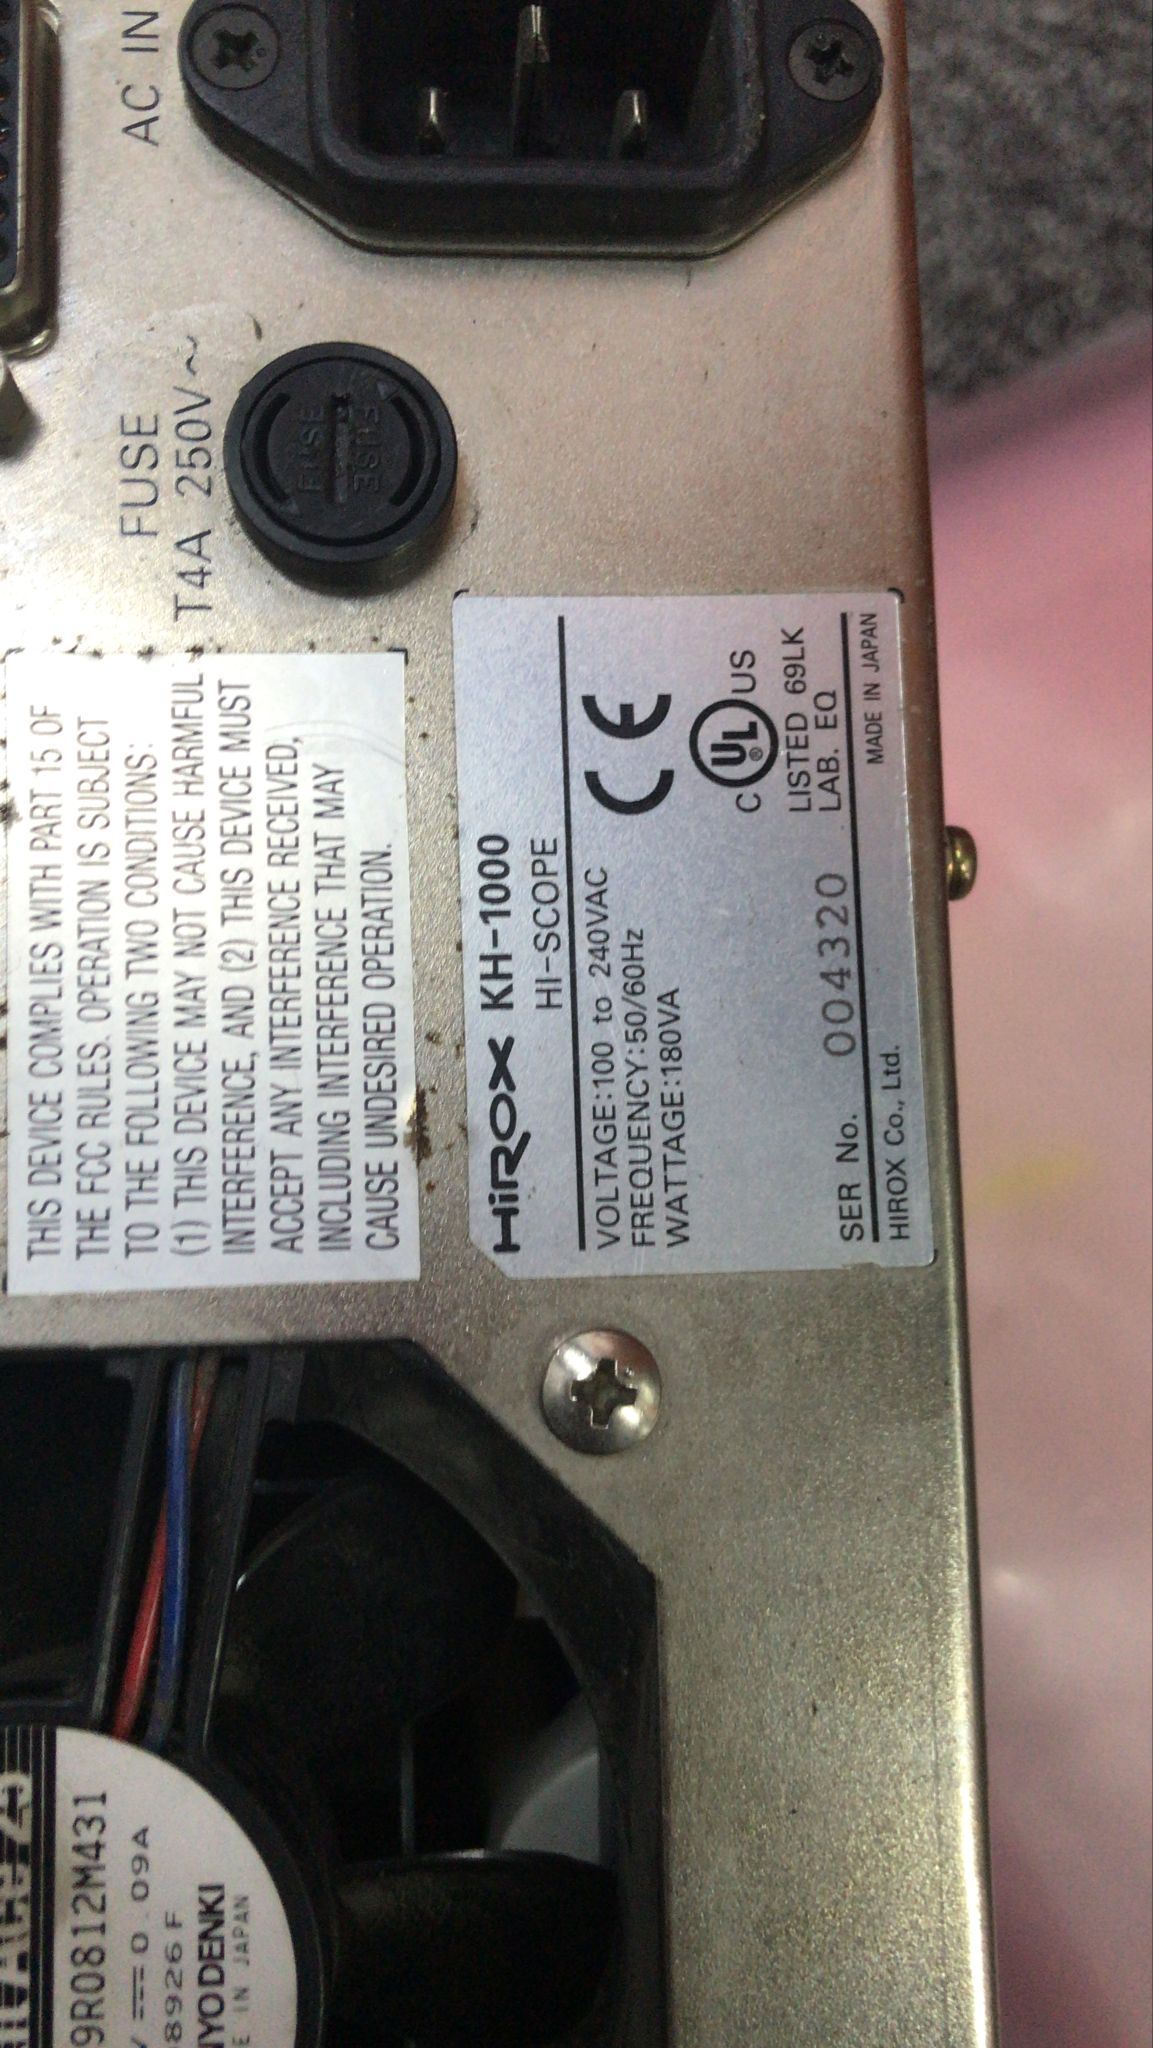 AC IN
FUSE
T4A 250V~
FUSE
THIS DEVICE COMPLIES WITH PART 15 OF
THE FCC RULES. OPERATION IS SUBJECT
TO THE FOLLOWING TWO CONDITIONS:
(1) THIS DEVICE MAY NOT CAUSE HARMFUL
INTERFERENCE, AND (2) THIS DEVICE MUST
ACCEPT ANY INTERFERENCE RECEIVED,
INCLUDING INTERFERENCE THAT MAY
CAUSE UNDESIRED OPERATION.
HIROX KH-1000
HI-SCOPE
VOLTAGE:100 to 240VAC
FREQUENCY:50/60Hz
WATTAGE:180VA
CE
C UL ® US
LISTED 69LK
LAB. EQ
SER No. 004320
HIROX Co., Ltd. MADE IN JAPAN
9R0812M431
V ⎓ 0.09A
8926F
NYO DENKI
E IN JAPAN